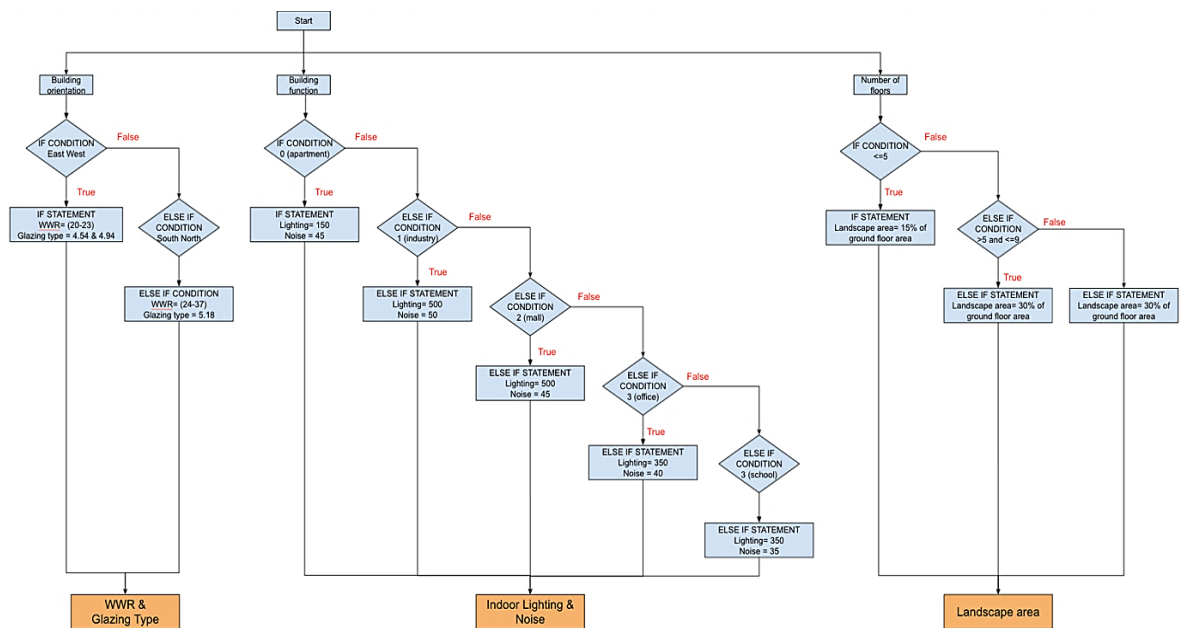 Start
Building
orientation
Building
function
Number of
floors
IF CONDITION
East West
False
True
IF STATEMENT
WWR= (20-23)
Glazing type = 4.54 & 4.94
ELSE IF
CONDITION
South North
ELSE IF CONDITION
WWR= (24-37)
Glazing type = 5.18
WWR &
Glazing Type
IF CONDITION
0 (apartment)
False
True
IF STATEMENT
Lighting= 150
Noise = 45
ELSE IF
CONDITION
1 (industry)
False
True
ELSE IF STATEMENT
Lighting= 500
Noise = 50
ELSE IF
CONDITION
2 (mall)
False
True
ELSE IF STATEMENT
Lighting= 500
Noise = 45
ELSE IF
CONDITION
3 (office)
False
True
ELSE IF STATEMENT
Lighting= 350
Noise = 40
ELSE IF
CONDITION
3 (school)
ELSE IF STATEMENT
Lighting= 350
Noise = 35
Indoor Lighting &
Noise
IF CONDITION
<=5
False
True
IF STATEMENT
Landscape area= 15% of
ground floor area
ELSE IF
CONDITION
>5 and <=9
False
True
ELSE IF STATEMENT
Landscape area= 30% of
ground floor area
ELSE IF STATEMENT
Landscape area= 30% of
ground floor area
Landscape area